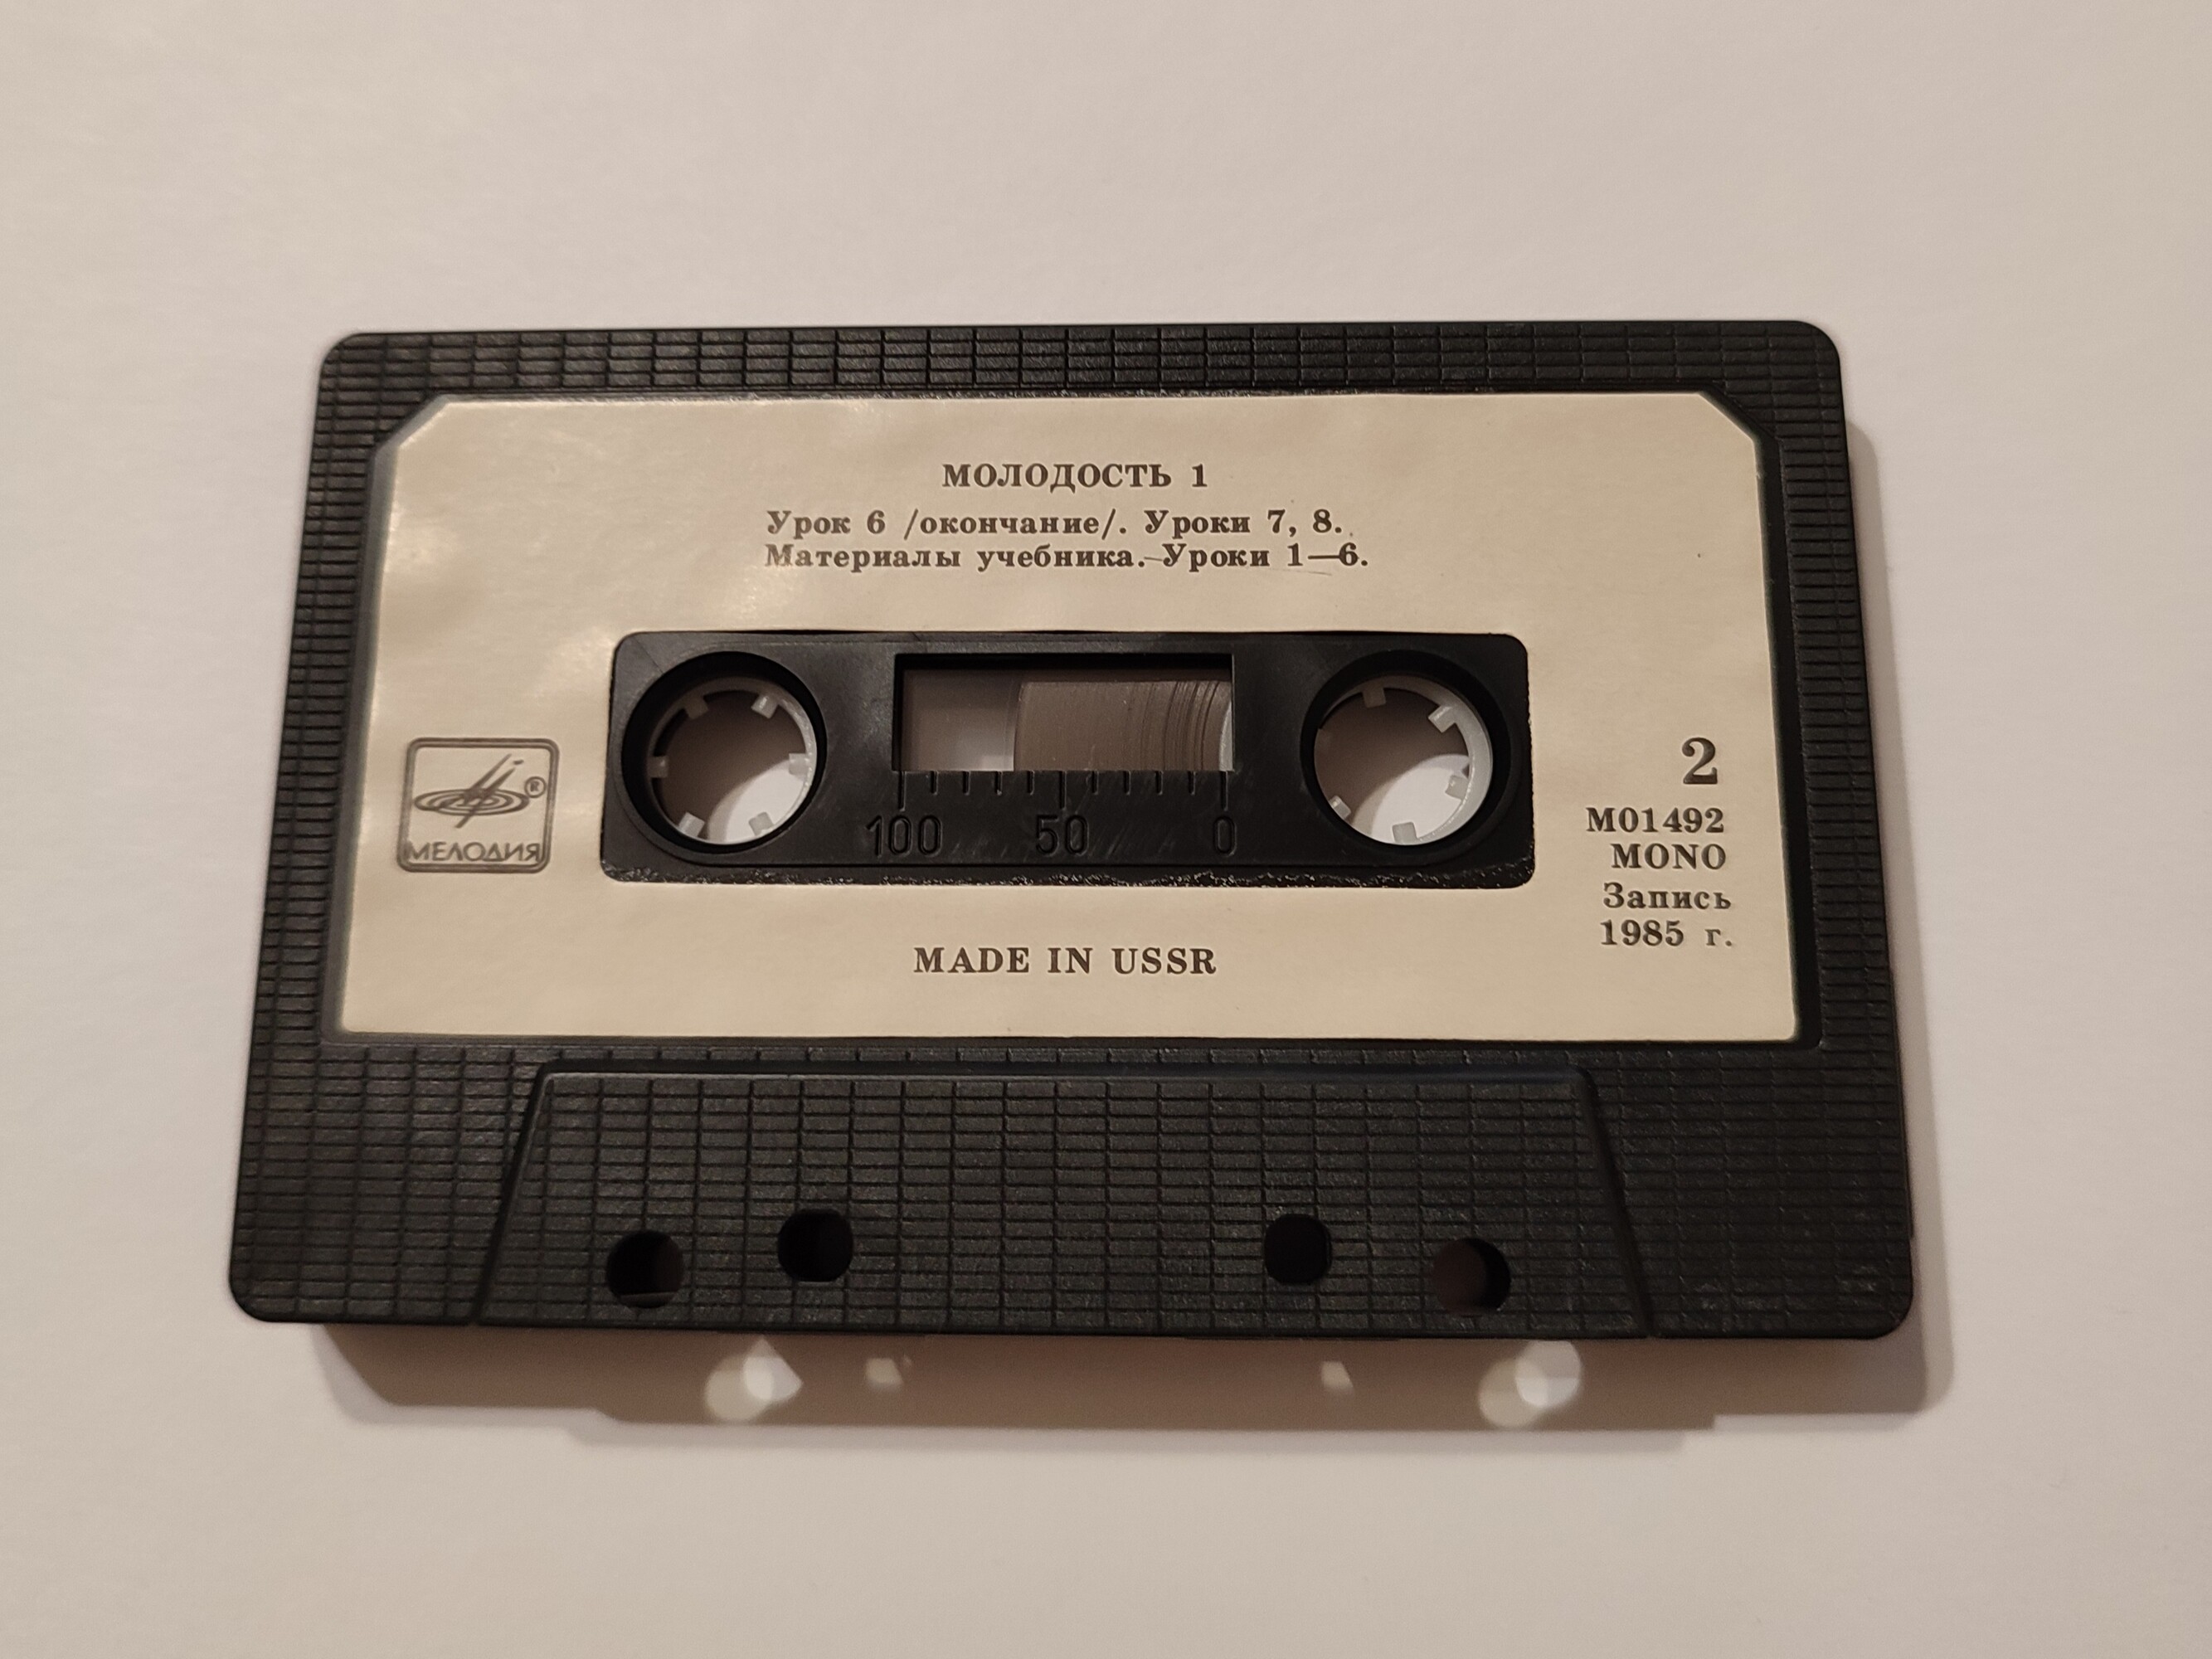 МОЛОДОСТЬ 1
Урок 6 /окончание/. Уроки 7, 8.
Материалы учебника. Уроки 1—6.
®
МЕЛОДИЯ
100 50 0
2
М01492
MONO
Запись
1985 г.
MADE IN USSR